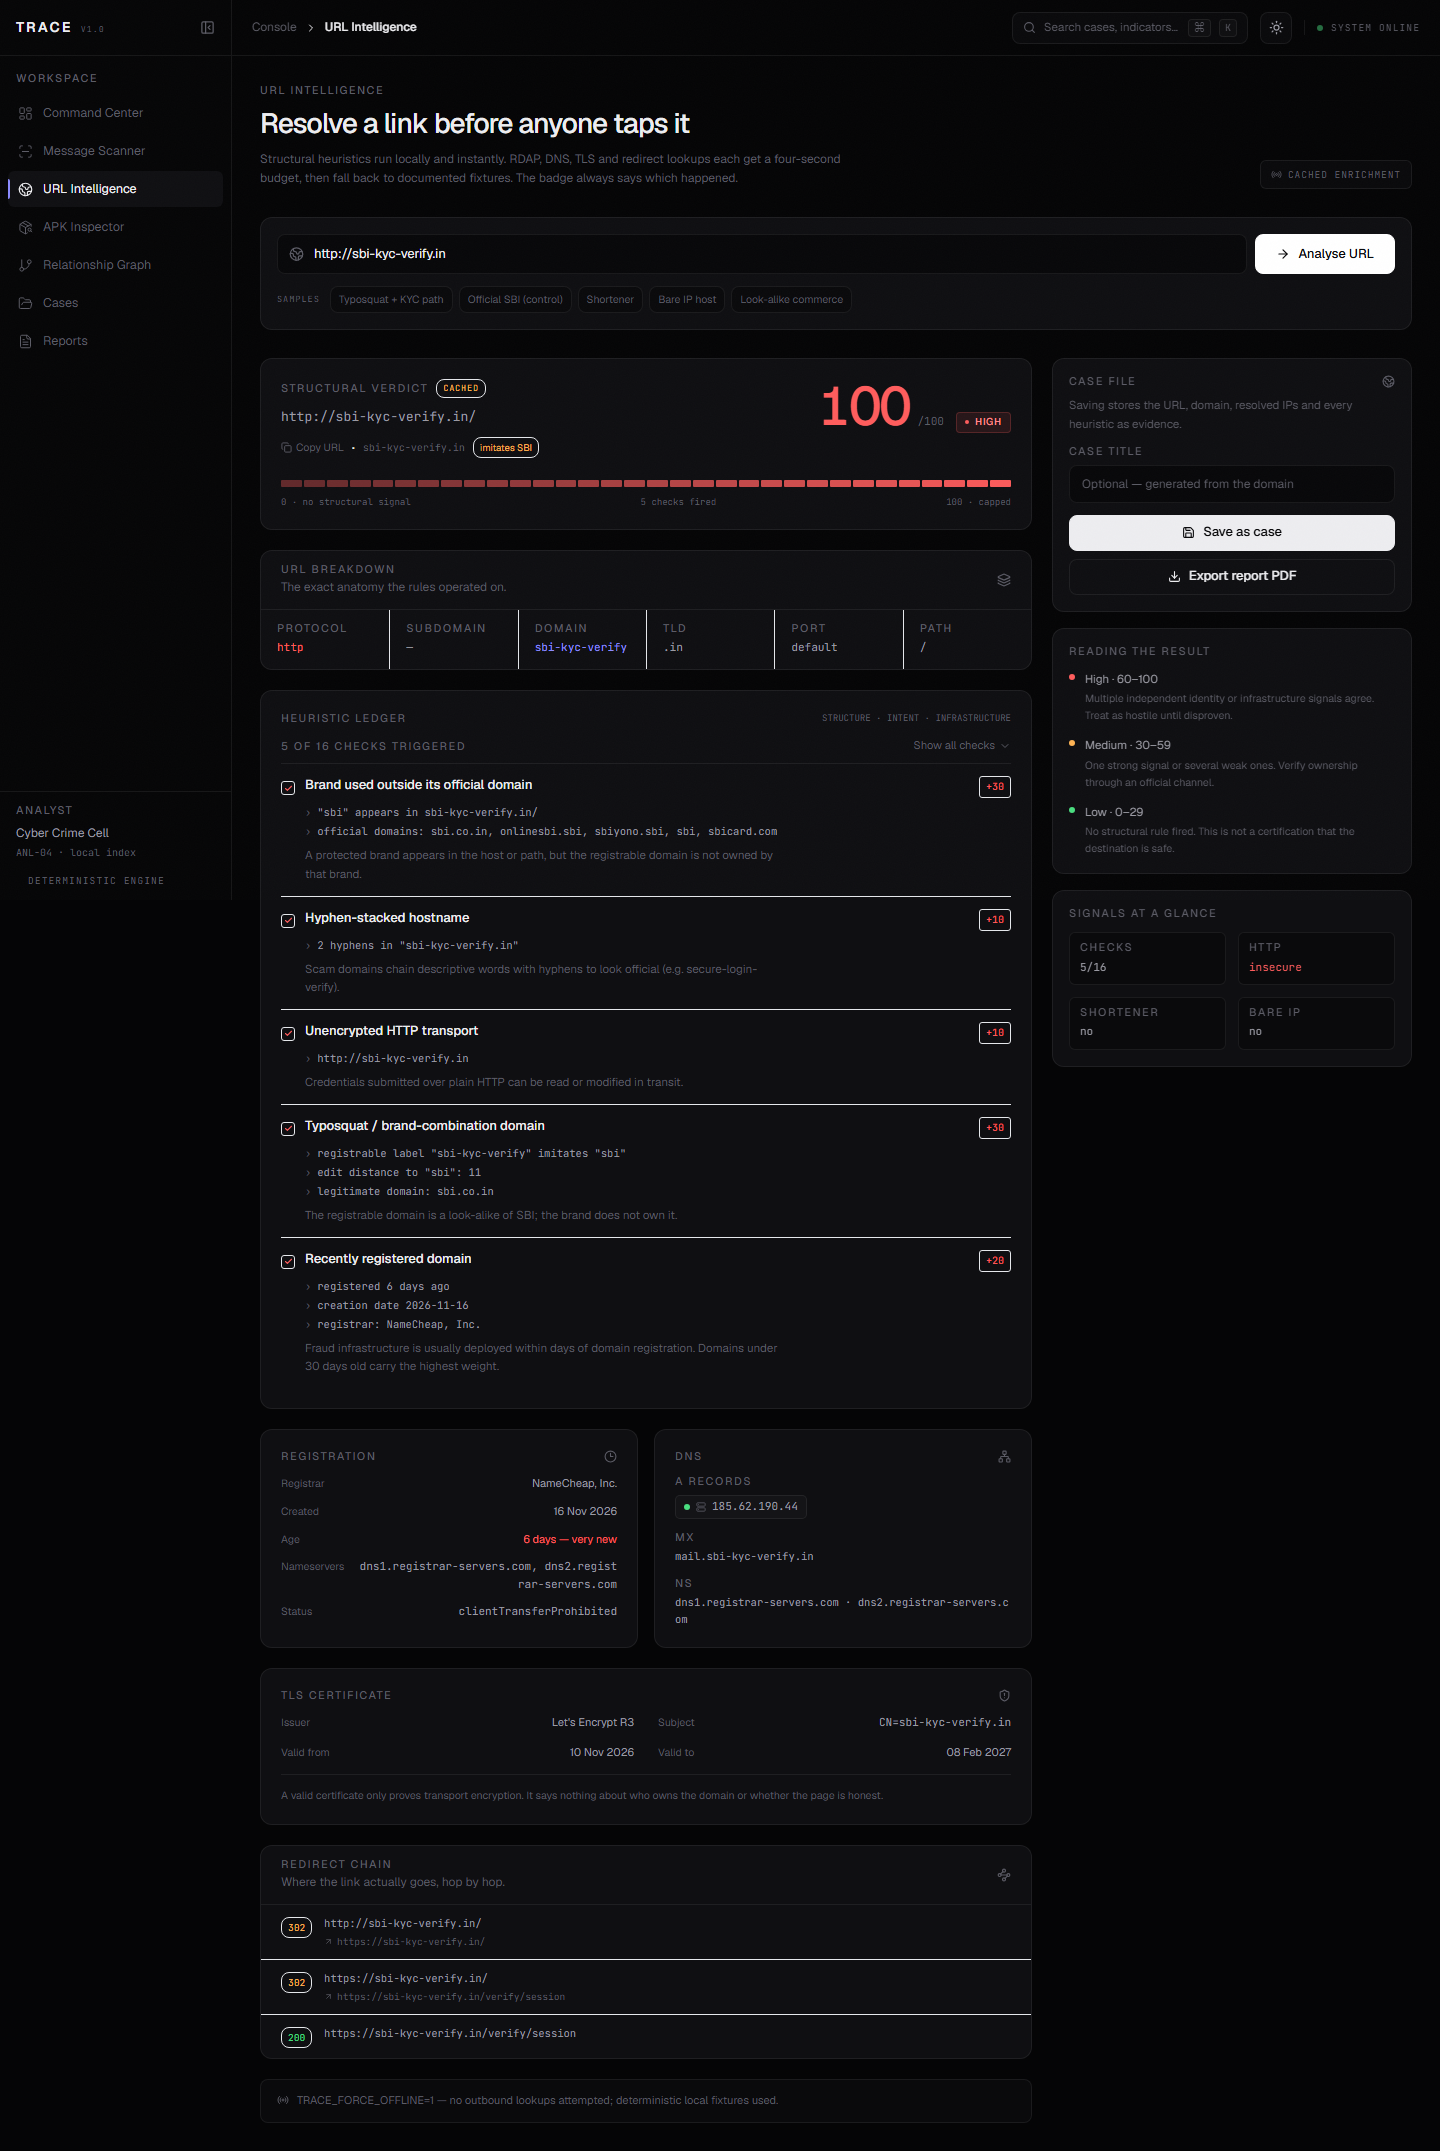 TRACE V1.0
Console › URL Intelligence
Search cases, indicators... ⌘ K
SYSTEM ONLINE
WORKSPACE
Command Center
Message Scanner
URL Intelligence
APK Inspector
Relationship Graph
Cases
Reports
ANALYST
Cyber Crime Cell
ANL-04 · local index
DETERMINISTIC ENGINE
URL INTELLIGENCE
Resolve a link before anyone taps it
Structural heuristics run locally and instantly. RDAP, DNS, TLS and redirect lookups each get a four-second
budget, then fall back to documented fixtures. The badge always says which happened.
CACHED ENRICHMENT
http://sbi-kyc-verify.in
Analyse URL
SAMPLES Typosquat + KYC path Official SBI (control) Shortener Bare IP host Look-alike commerce
STRUCTURAL VERDICT CACHED
http://sbi-kyc-verify.in/
Copy URL • sbi-kyc-verify.in imitates SBI
100 /100 HIGH
0 · no structural signal 5 checks fired 100 · capped
URL BREAKDOWN
The exact anatomy the rules operated on.
PROTOCOL SUBDOMAIN DOMAIN TLD PORT PATH
http — sbi-kyc-verify .in default /
HEURISTIC LEDGER STRUCTURE · INTENT · INFRASTRUCTURE
5 OF 16 CHECKS TRIGGERED Show all checks
Brand used outside its official domain +30
› "sbi" appears in sbi-kyc-verify.in/
› official domains: sbi.co.in, onlinesbi.sbi, sbiyono.sbi, sbi, sbicard.com
A protected brand appears in the host or path, but the registrable domain is not owned by
that brand.
Hyphen-stacked hostname +10
› 2 hyphens in "sbi-kyc-verify.in"
Scam domains chain descriptive words with hyphens to look official (e.g. secure-login-
verify).
Unencrypted HTTP transport +10
› http://sbi-kyc-verify.in
Credentials submitted over plain HTTP can be read or modified in transit.
Typosquat / brand-combination domain +30
› registrable label "sbi-kyc-verify" imitates "sbi"
› edit distance to "sbi": 11
› legitimate domain: sbi.co.in
The registrable domain is a look-alike of SBI; the brand does not own it.
Recently registered domain +20
› registered 6 days ago
› creation date 2026-11-16
› registrar: NameCheap, Inc.
Fraud infrastructure is usually deployed within days of domain registration. Domains under
30 days old carry the highest weight.
REGISTRATION
Registrar NameCheap, Inc.
Created 16 Nov 2026
Age 6 days — very new
Nameservers dns1.registrar-servers.com, dns2.regist
rar-servers.com
Status clientTransferProhibited
DNS
A RECORDS
185.62.190.44
MX
mail.sbi-kyc-verify.in
NS
dns1.registrar-servers.com · dns2.registrar-servers.c
om
TLS CERTIFICATE
Issuer Let's Encrypt R3 Subject CN=sbi-kyc-verify.in
Valid from 10 Nov 2026 Valid to 08 Feb 2027
A valid certificate only proves transport encryption. It says nothing about who owns the domain or whether the page is honest.
REDIRECT CHAIN
Where the link actually goes, hop by hop.
302 http://sbi-kyc-verify.in/
↗ https://sbi-kyc-verify.in/
302 https://sbi-kyc-verify.in/
↗ https://sbi-kyc-verify.in/verify/session
200 https://sbi-kyc-verify.in/verify/session
TRACE_FORCE_OFFLINE=1 — no outbound lookups attempted; deterministic local fixtures used.
CASE FILE
Saving stores the URL, domain, resolved IPs and every
heuristic as evidence.
CASE TITLE
Optional — generated from the domain
Save as case
Export report PDF
READING THE RESULT
High · 60–100
Multiple independent identity or infrastructure signals agree.
Treat as hostile until disproven.
Medium · 30–59
One strong signal or several weak ones. Verify ownership
through an official channel.
Low · 0–29
No structural rule fired. This is not a certification that the
destination is safe.
SIGNALS AT A GLANCE
CHECKS HTTP
5/16 insecure
SHORTENER BARE IP
no no